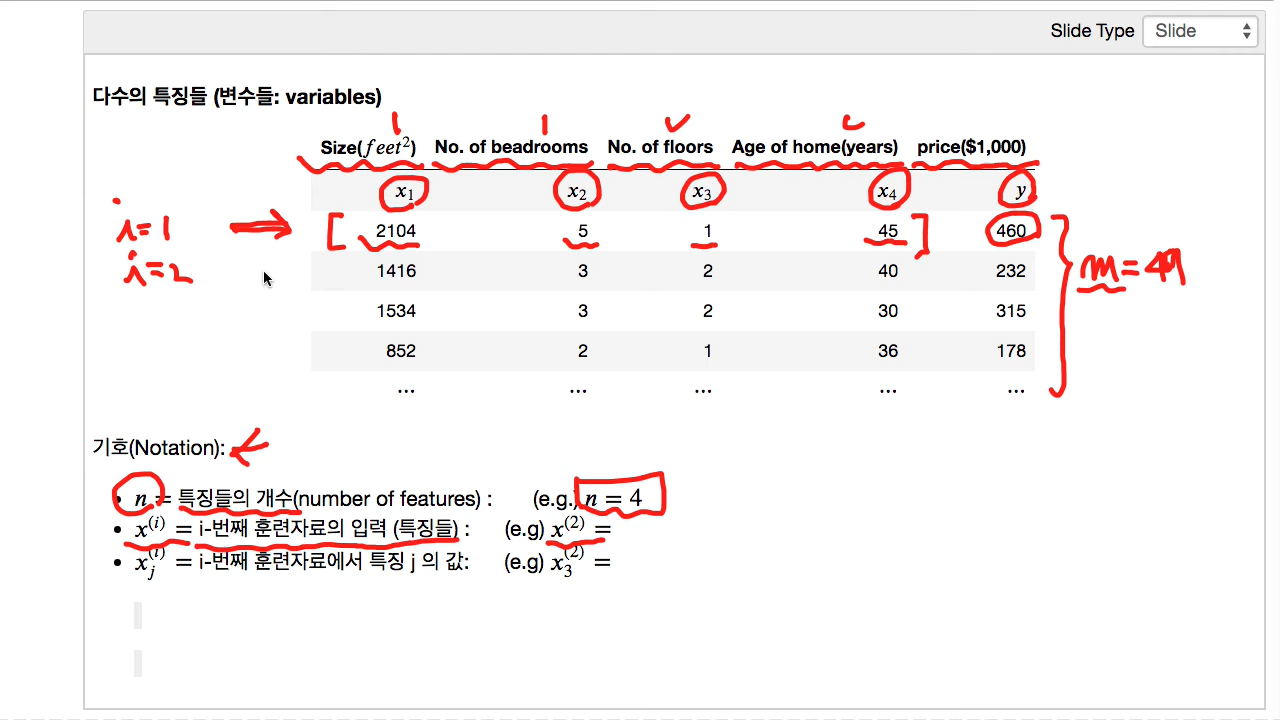 Slide Type Slide
다수의 특징들 (변수들: variables)
Size(feet²) No. of beadrooms No. of floors Age of home(years) price($1,000)
x₁ x₂ x₃ x₄ y
i=1 [ 2104 5 1 45 ] 460
i=2 1416 3 2 40 232
m=49
1534 3 2 30 315
852 2 1 36 178
... ... ... ... ...
기호(Notation):
• n = 특징들의 개수(number of features) : (e.g.) n = 4
• x⁽ⁱ⁾ = i-번째 훈련자료의 입력 (특징들) : (e.g) x⁽²⁾ =
• xⱼ⁽ⁱ⁾ = i-번째 훈련자료에서 특징 j 의 값: (e.g) x₃⁽²⁾ =